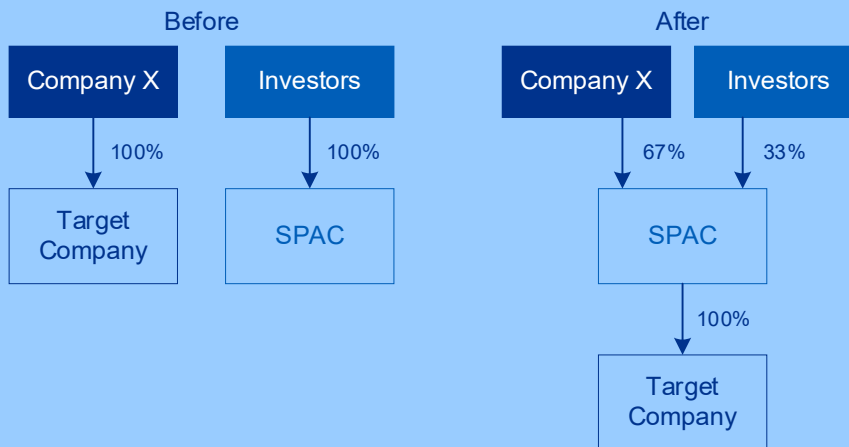 Before
After
Company X
Investors
Company X
Investors
100%
100%
67%
33%
Target
Company
SPAC
SPAC
100%
Target
Company